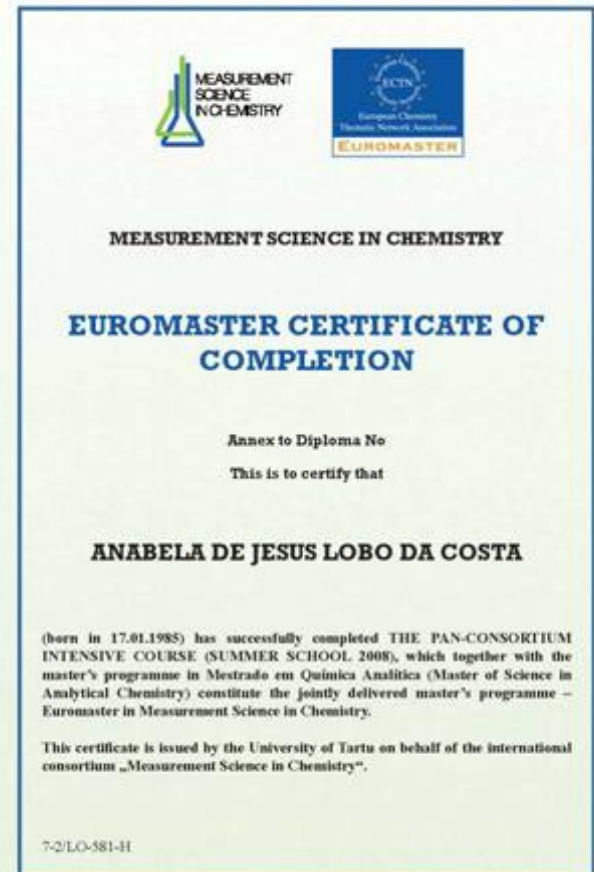 MEASUREMENT
SCIENCE
IN CHEMISTRY
ECTN
European Chemistry
Thematic Network Association
EUROMASTER
MEASUREMENT SCIENCE IN CHEMISTRY
EUROMASTER CERTIFICATE OF
COMPLETION
Annex to Diploma No
This is to certify that
ANABELA DE JESUS LOBO DA COSTA
(born in 17.01.1985) has successfully completed THE PAN-CONSORTIUM
INTENSIVE COURSE (SUMMER SCHOOL 2008), which together with the
master's programme in Mestrado em Química Analítica (Master of Science in
Analytical Chemistry) constitute the jointly delivered master's programme –
Euromaster in Measurement Science in Chemistry.
This certificate is issued by the University of Tartu on behalf of the international
consortium „Measurement Science in Chemistry“.
7-2/LO-581-H